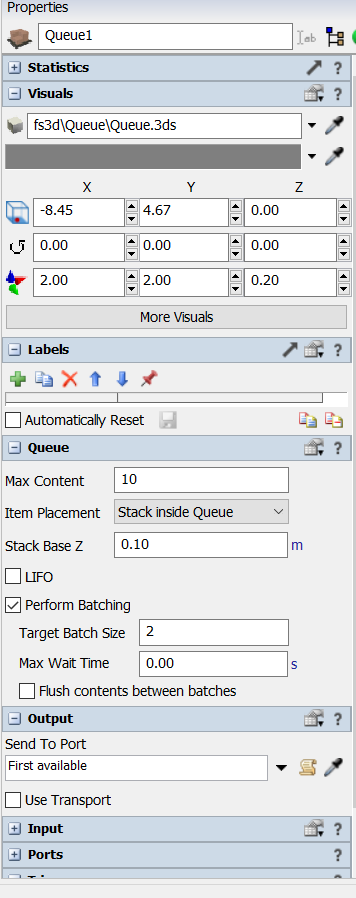 Properties
Queue1
Statistics ?
Visuals ?
fs3d\Queue\Queue.3ds
X Y Z
-8.45 4.67 0.00
0.00 0.00 0.00
2.00 2.00 0.20
More Visuals
Labels ?
Automatically Reset
Queue ?
Max Content 10
Item Placement Stack inside Queue
Stack Base Z 0.10 m
LIFO
Perform Batching
Target Batch Size 2
Max Wait Time 0.00 s
Flush contents between batches
Output ?
Send To Port
First available
Use Transport
Input ?
Ports ?